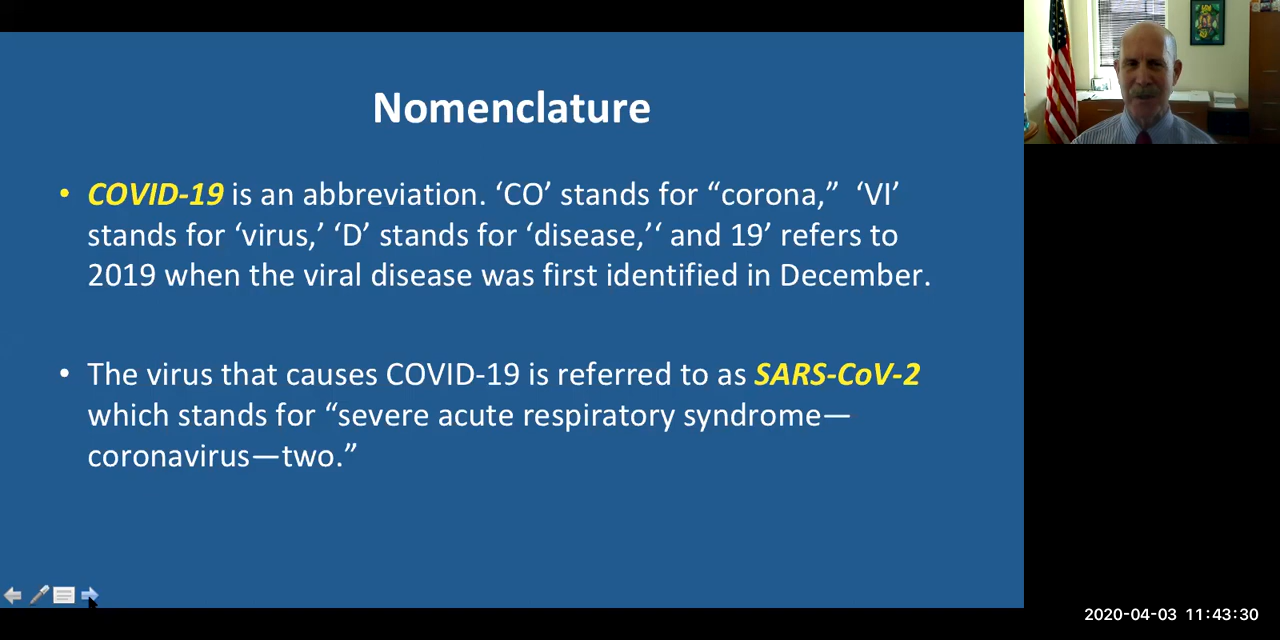 Nomenclature
• COVID-19 is an abbreviation. ‘CO’ stands for “corona,”  ‘VI’
stands for ‘virus,’ ‘D’ stands for ‘disease,’‘ and 19’ refers to
2019 when the viral disease was first identified in December.
• The virus that causes COVID-19 is referred to as SARS-CoV-2
which stands for “severe acute respiratory syndrome—
coronavirus—two.”
2020-04-03 11:43:30